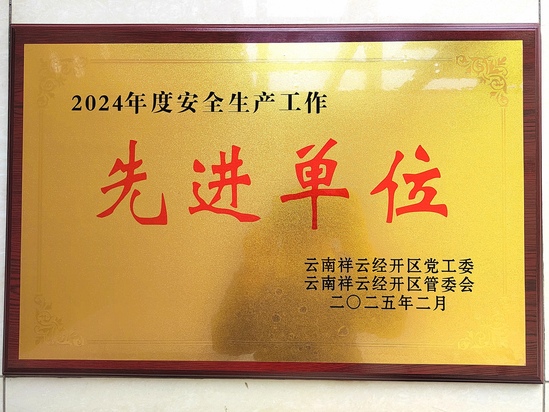 2024年度安全生产工作
先进单位
云南祥云经开区党工委
云南祥云经开区管委会
二〇二五年二月